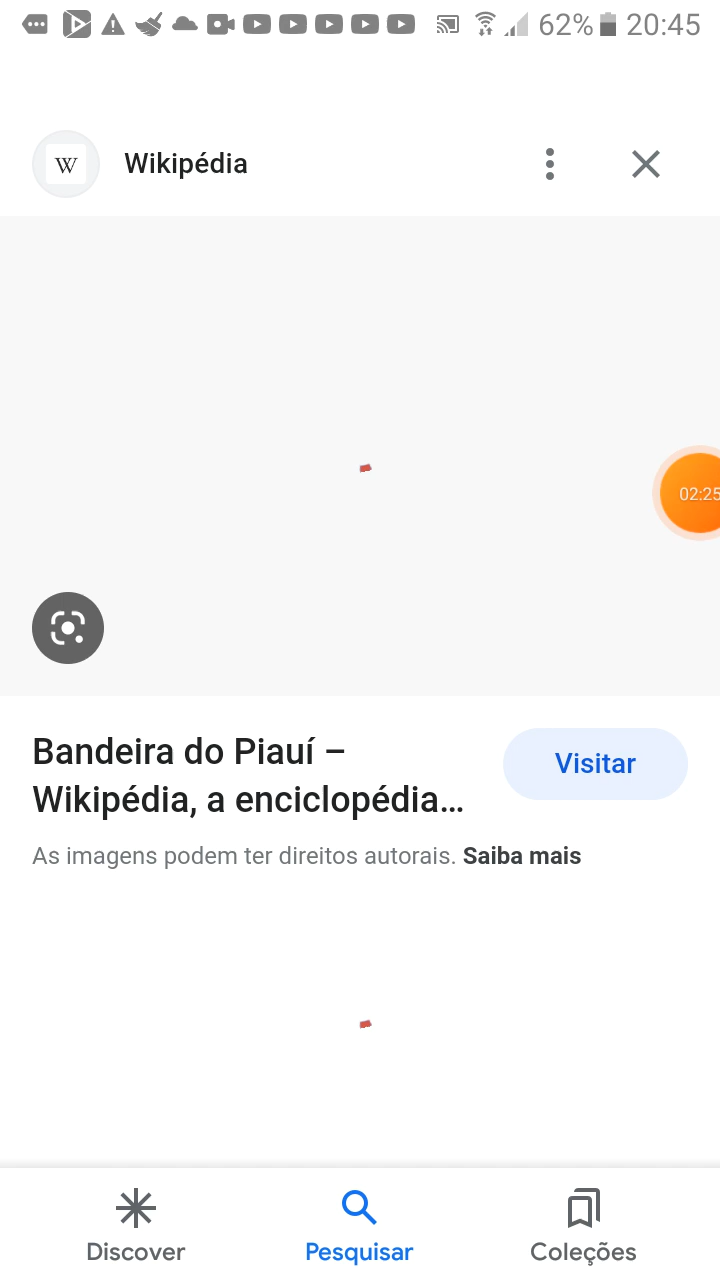 62% 20:45
W Wikipédia
02:25
Bandeira do Piauí –
Wikipédia, a enciclopédia…
Visitar
As imagens podem ter direitos autorais. Saiba mais
Discover Pesquisar Coleções